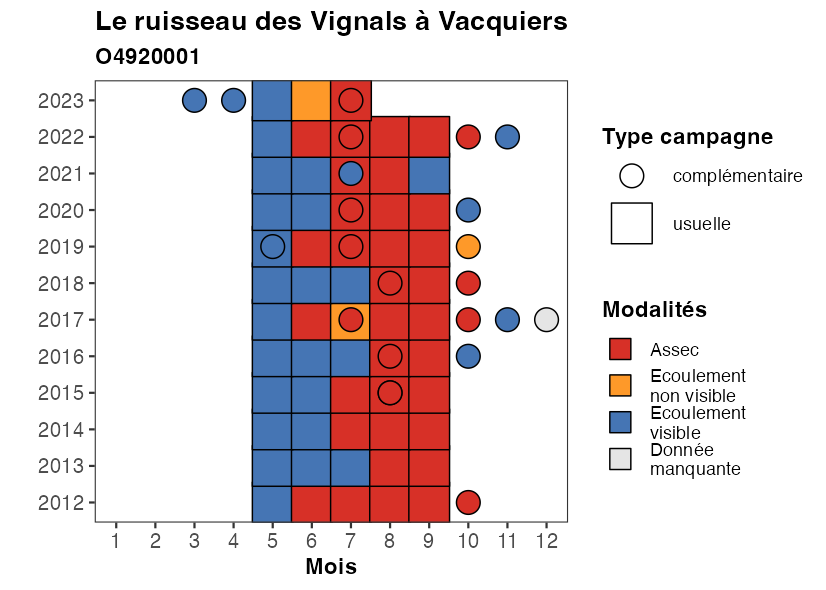 Le ruisseau des Vignals à Vacquiers
O4920001
2023
2022
2021
2020
2019
2018
2017
2016
2015
2014
2013
2012
1 2 3 4 5 6 7 8 9 10 11 12
Mois
Type campagne
complémentaire
usuelle
Modalités
Assec
Ecoulement
non visible
Ecoulement
visible
Donnée
manquante